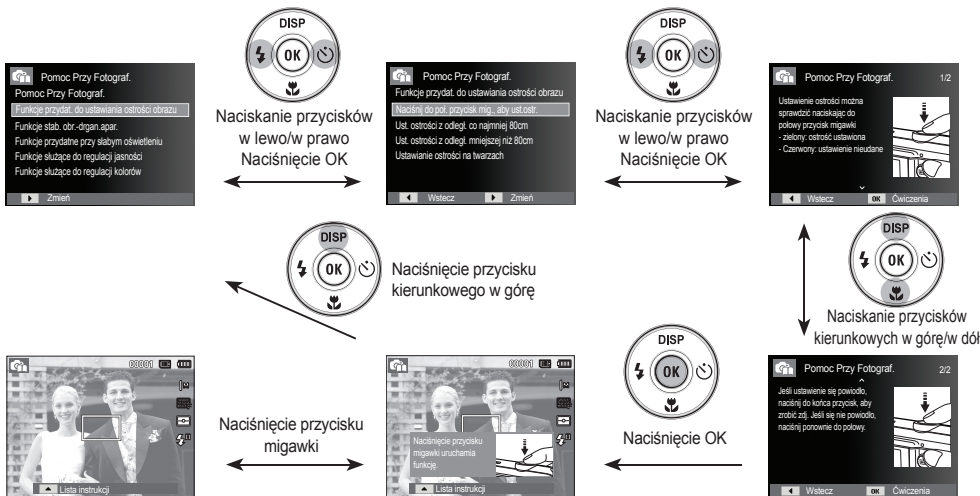 DISP
OK
Naciskanie przycisków
w lewo/w prawo
Naciśnięcie OK
DISP
OK
Naciskanie przycisków
w lewo/w prawo
Naciśnięcie OK
Pomoc Przy Fotograf.
Pomoc Przy Fotograf.
Funkcje przydat. do ustawiania ostrości obrazu
Funkcje stab. obr.-drgan.apar.
Funkcje przydatne przy słabym oświetleniu
Funkcje służące do regulacji jasności
Funkcje służące do regulacji kolorów
Zmień
Pomoc Przy Fotograf.
Funkcje przydat. do ustawiania ostrości obrazu
Naciśnij do poł. przycisk mig., aby ust.ostr.
Ust. ostrości z odległ. co najmniej 80cm
Ust. ostrości z odległ. mniejszej niż 80cm
Ustawianie ostrości na twarzach
Wstecz
Zmień
Pomoc Przy Fotograf. 1/2
Ustawienie ostrości można
sprawdzić naciskając do
połowy przycisk migawki
- zielony: ostrość ustawiona
- Czerwony: ustawienie nieudane
Wstecz
OK Ćwiczenia
DISP
OK
Naciśnięcie przycisku
kierunkowego w górę
DISP
OK
Naciskanie przycisków
kierunkowych w górę/w dół
00001
Lista instrukcji
Naciśnięcie przycisku
migawki
00001
Naciśnięcie przycisku
migawki uruchamia
funkcję.
Lista instrukcji
DISP
OK
Naciśnięcie OK
Pomoc Przy Fotograf. 2/2
Jeśli ustawienie się powiodło,
naciśnij do końca przycisk, aby
zrobić zdj. Jeśli się nie powiodło,
naciśnij ponownie do połowy.
Wstecz
OK Ćwiczenia